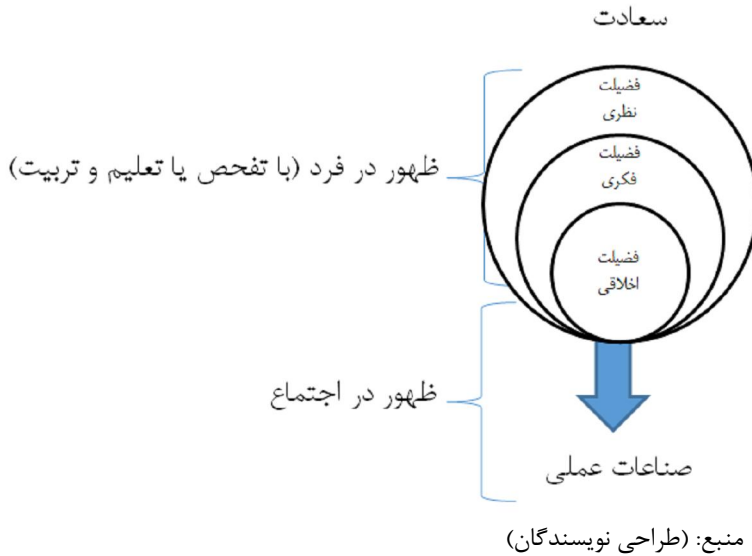 سعادت
فضیلت
نظری
فضیلت
فکری
فضیلت
اخلاقی
ظهور در فرد (با تفحص یا تعلیم و تربیت)
ظهور در اجتماع
صناعات عملی
منبع: (طراحی نویسندگان)